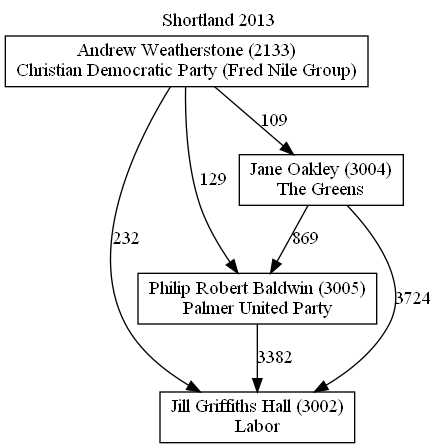 Shortland 2013
Andrew Weatherstone (2133)
Christian Democratic Party (Fred Nile Group)
109
Jane Oakley (3004)
The Greens
129
232
869
Philip Robert Baldwin (3005)
Palmer United Party
3724
3382
Jill Griffiths Hall (3002)
Labor